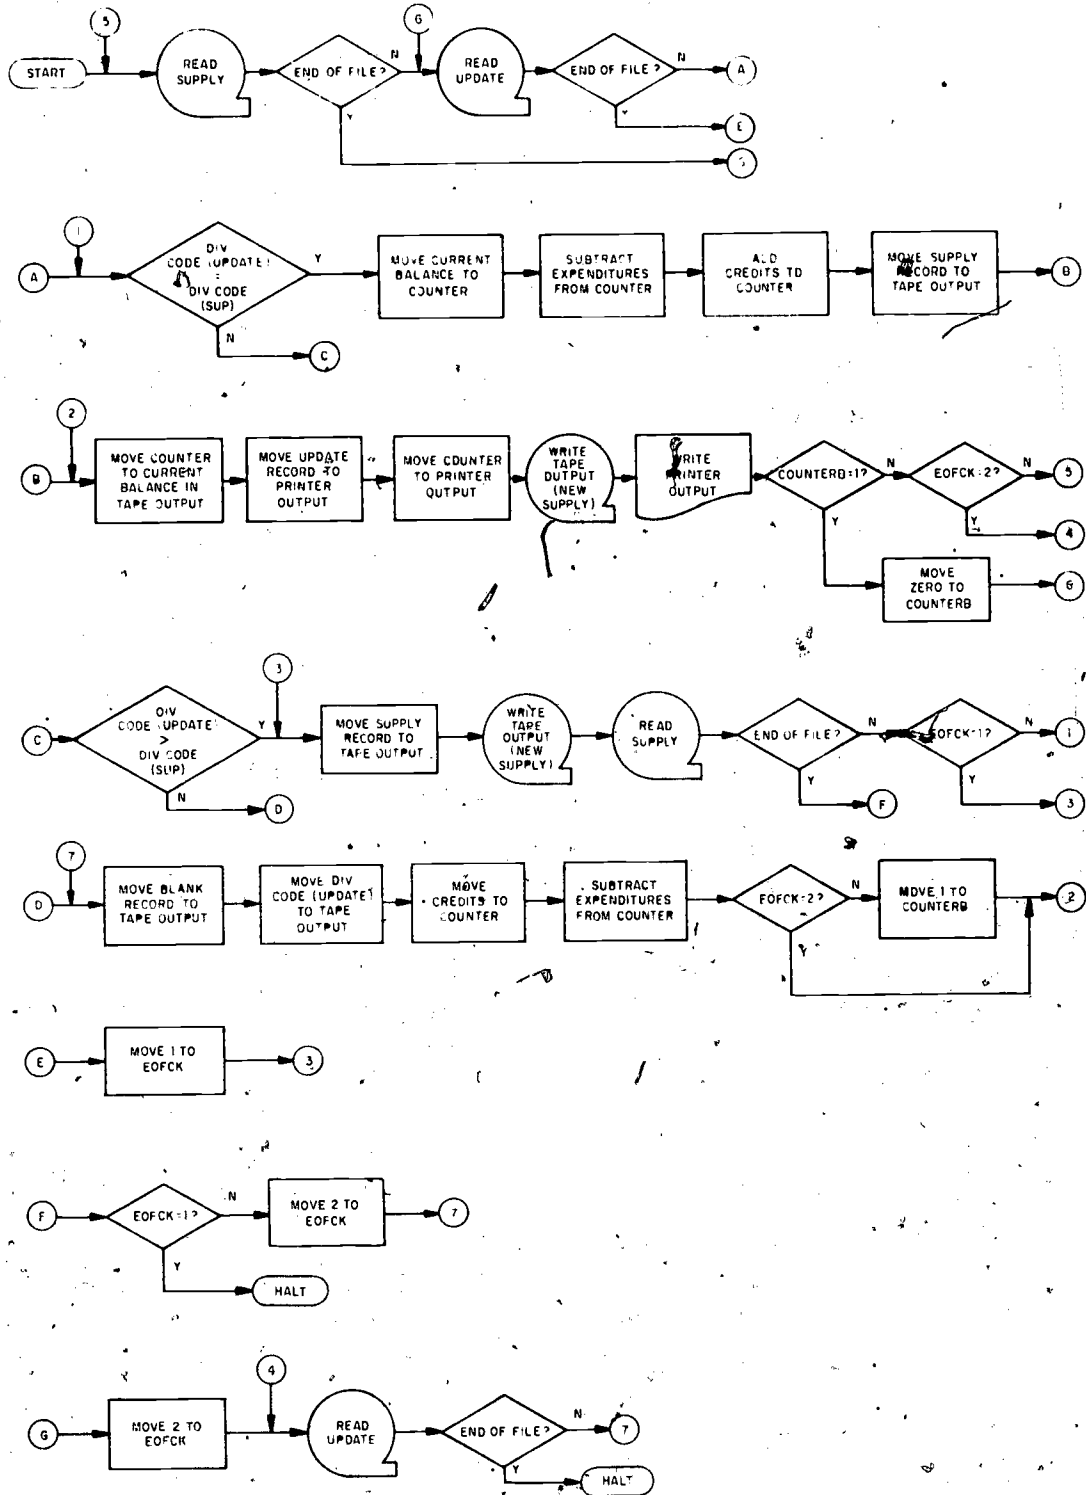 5
6
START
READ
SUPPLY
END OF FILE?
N
READ
UPDATE
END OF FILE?
N
A
Y
Y
E
1
A
DIV
CODE (UPDATE)
=
DIV CODE
(SUP)
Y
MOVE CURRENT
BALANCE TO
COUNTER
SUBTRACT
EXPENDITURES
FROM COUNTER
ADD
CREDITS TO
COUNTER
MOVE SUPPLY
RECORD TO
TAPE OUTPUT
B
N
C
2
B
MOVE COUNTER
TO CURRENT
BALANCE IN
TAPE OUTPUT
MOVE UPDATE
RECORD TO
PRINTER
OUTPUT
MOVE COUNTER
TO PRINTER
OUTPUT
WRITE
TAPE
OUTPUT
(NEW
SUPPLY)
WRITE
PRINTER
OUTPUT
COUNTERB=1?
N
EOFCK=2?
N
5
Y
Y
4
MOVE
ZERO TO
COUNTERB
6
3
C
DIV
CODE (UPDATE)
>
DIV CODE
(SUP)
Y
MOVE SUPPLY
RECORD TO
TAPE OUTPUT
WRITE
TAPE
OUTPUT
(NEW
SUPPLY)
READ
SUPPLY
END OF FILE?
N
EOFCK=1?
N
1
N
D
Y
F
Y
3
7
D
MOVE BLANK
RECORD TO
TAPE OUTPUT
MOVE DIV
CODE (UPDATE)
TO TAPE
OUTPUT
MOVE
CREDITS TO
COUNTER
SUBTRACT
EXPENDITURES
FROM COUNTER
EOFCK=2?
N
MOVE 1 TO
COUNTERB
2
Y
E
MOVE 1 TO
EOFCK
3
F
EOFCK=1?
N
MOVE 2 TO
EOFCK
7
Y
HALT
4
G
MOVE 2 TO
EOFCK
READ
UPDATE
END OF FILE?
N
7
Y
HALT